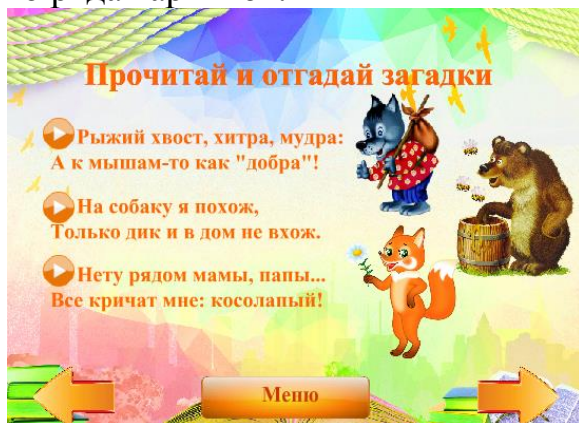 Прочитай и отгадай загадки
Рыжий хвост, хитра, мудра:
А к мышам-то как "добра"!
На собаку я похож,
Только дик и в дом не вхож.
Нету рядом мамы, папы...
Все кричат мне: косолапый!
Меню